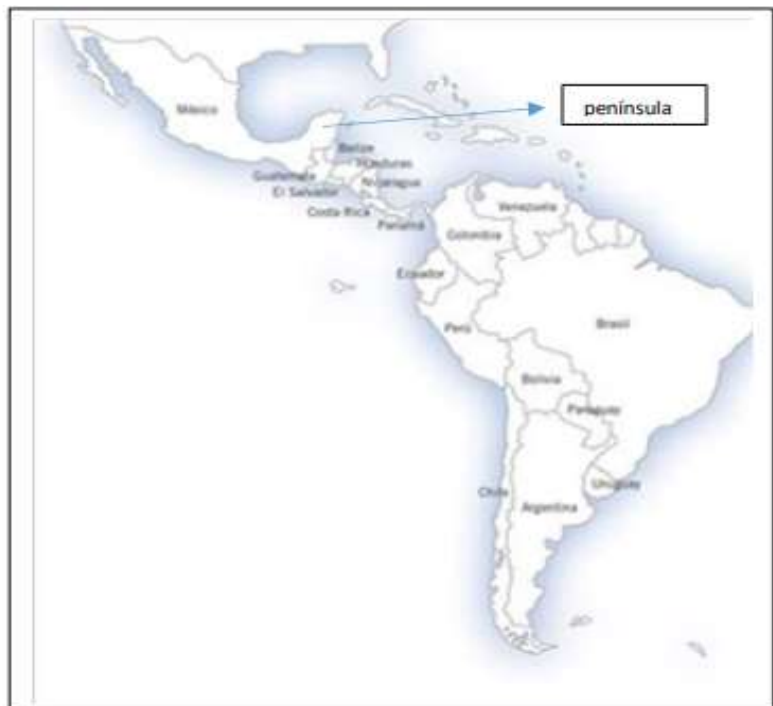 península
México
Belize
Honduras
Guatemala
Nicaragua
El Salvador
Costa Rica
Panamá
Venezuela
Colombia
Ecuador
Perú
Brasil
Bolivia
Paraguay
Chile
Uruguay
Argentina